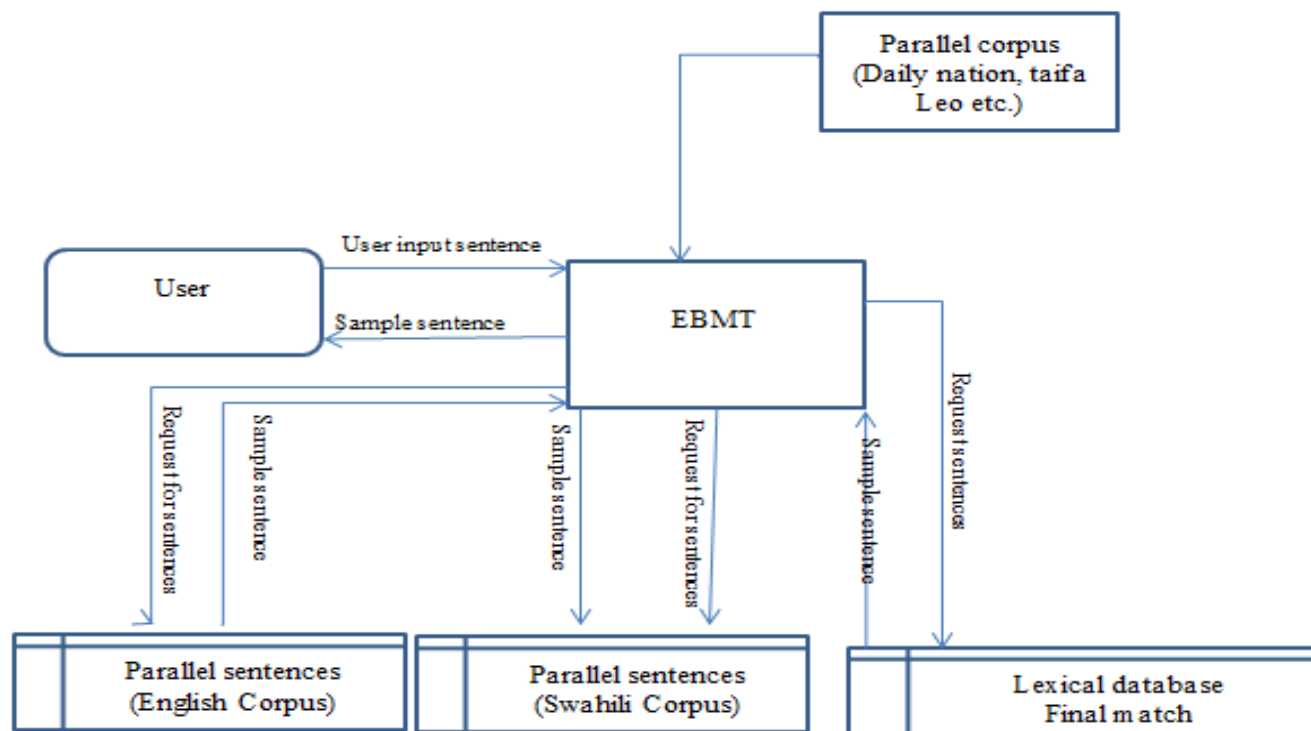 Parallel corpus
(Daily nation, taifa
Leo etc.)
User input sentence
User
EBMT
Sample sentence
Request for sentences
Sample sentence
Sample sentence
Request for sentences
Sample sentence
Request sentences
Parallel sentences
(English Corpus)
Parallel sentences
(Swahili Corpus)
Lexical database
Final match